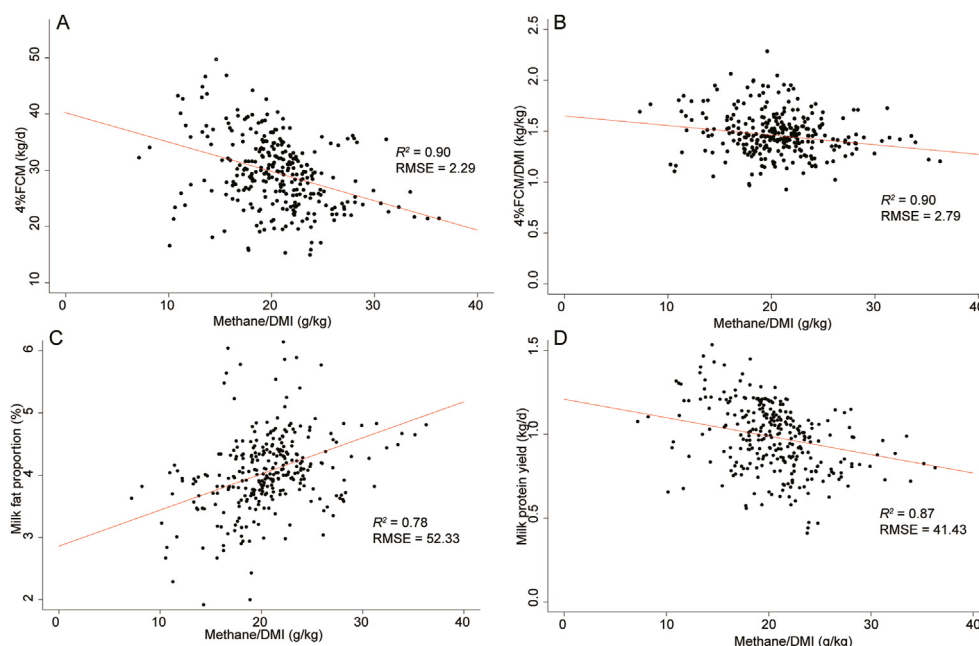 A
4%FCM (kg/d)
50
40
30
20
10
R² = 0.90
RMSE = 2.29
0 10 20 30 40
Methane/DMI (g/kg)
B
4%FCM/DMI (kg/kg)
2.5
2.0
1.5
1.0
0.5
0.0
R² = 0.90
RMSE = 2.79
0 10 20 30 40
Methane/DMI (g/kg)
C
Milk fat proportion (%)
6
5
4
3
2
R² = 0.78
RMSE = 52.33
0 10 20 30 40
Methane/DMI (g/kg)
D
Milk protein yield (kg/d)
1.5
1.0
0.5
0.0
R² = 0.87
RMSE = 41.43
0 10 20 30 40
Methane/DMI (g/kg)